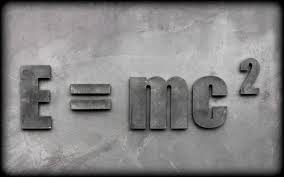 E = mc²